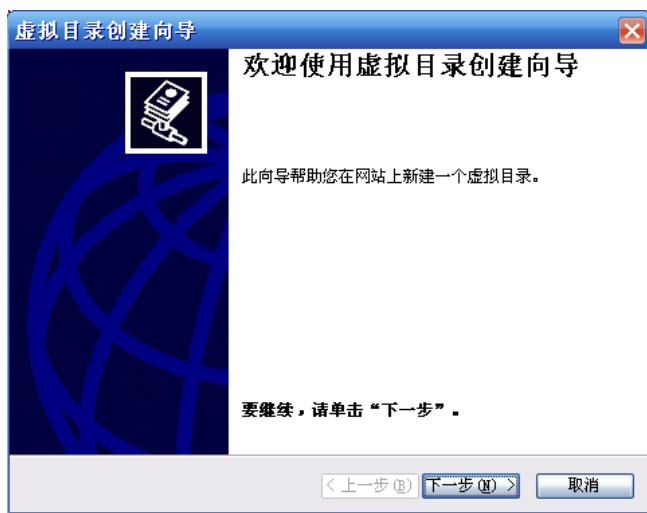 虚拟目录创建向导
欢迎使用虚拟目录创建向导
此向导帮助您在网站上新建一个虚拟目录。
要继续，请单击“下一步”。
< 上一步(B) 下一步(N) > 取消